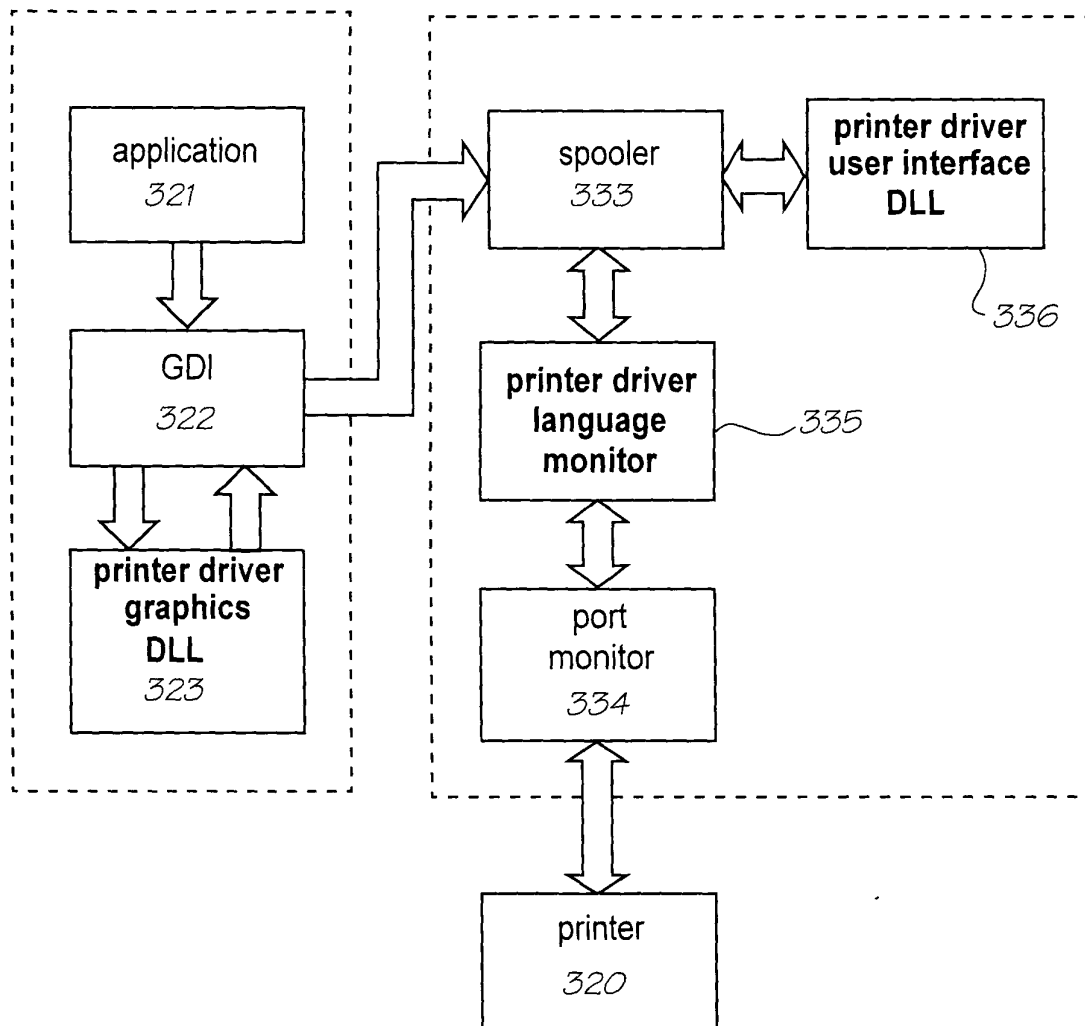 application
321
GDI
322
printer driver
graphics
DLL
323
spooler
333
printer driver
user interface
DLL
336
printer driver
language
monitor
335
port
monitor
334
printer
320